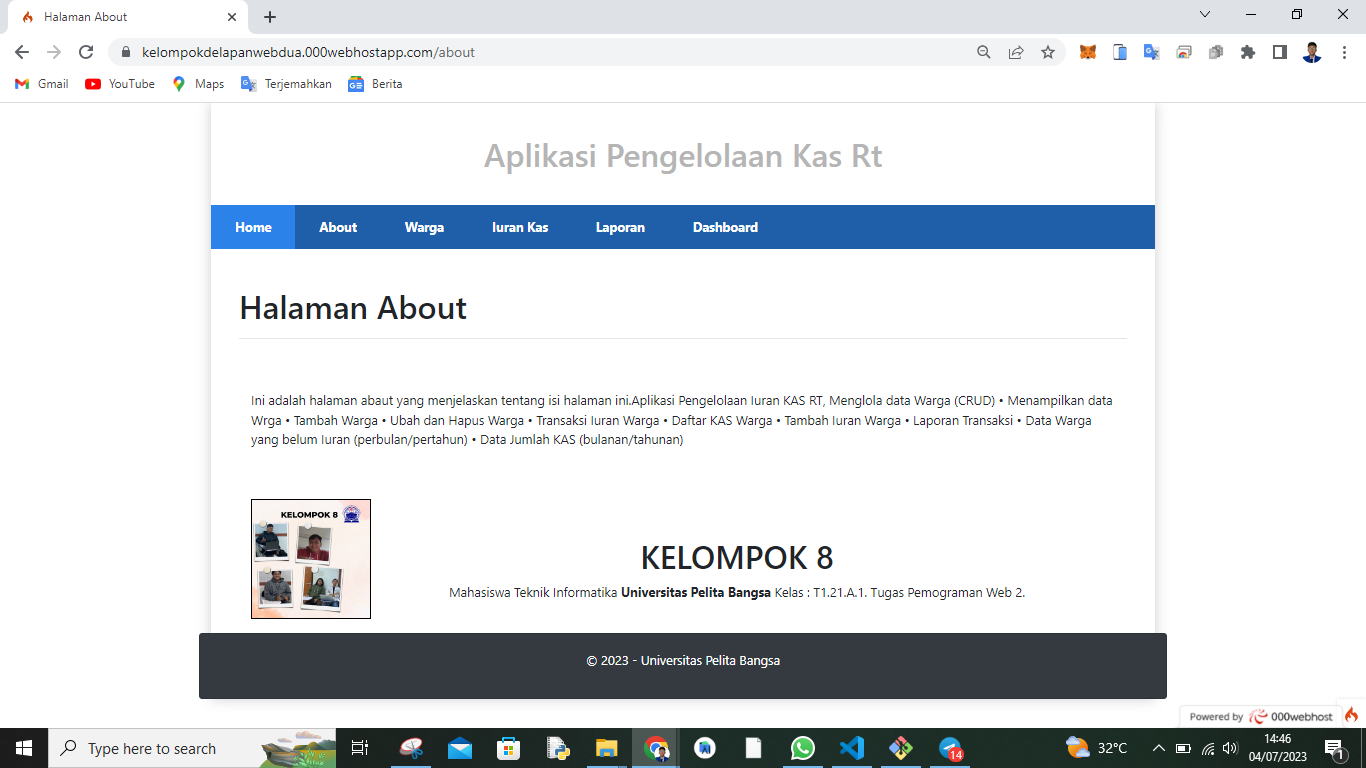 Halaman About
kelompokdelapanwebdua.000webhostapp.com/about
Gmail
YouTube
Maps
Terjemahkan
Berita
Aplikasi Pengelolaan Kas Rt
Home
About
Warga
Iuran Kas
Laporan
Dashboard
Halaman About
Ini adalah halaman abaut yang menjelaskan tentang isi halaman ini.Aplikasi Pengelolaan Iuran KAS RT, Menglola data Warga (CRUD) • Menampilkan data
Wrga • Tambah Warga • Ubah dan Hapus Warga • Transaksi Iuran Warga • Daftar KAS Warga • Tambah Iuran Warga • Laporan Transaksi • Data Warga
yang belum Iuran (perbulan/pertahun) • Data Jumlah KAS (bulanan/tahunan)
KELOMPOK 8
KELOMPOK 8
Mahasiswa Teknik Informatika Universitas Pelita Bangsa Kelas : T1.21.A.1. Tugas Pemograman Web 2.
© 2023 - Universitas Pelita Bangsa
Powered by 000webhost
Type here to search
14
32°C
14:46
04/07/2023
1